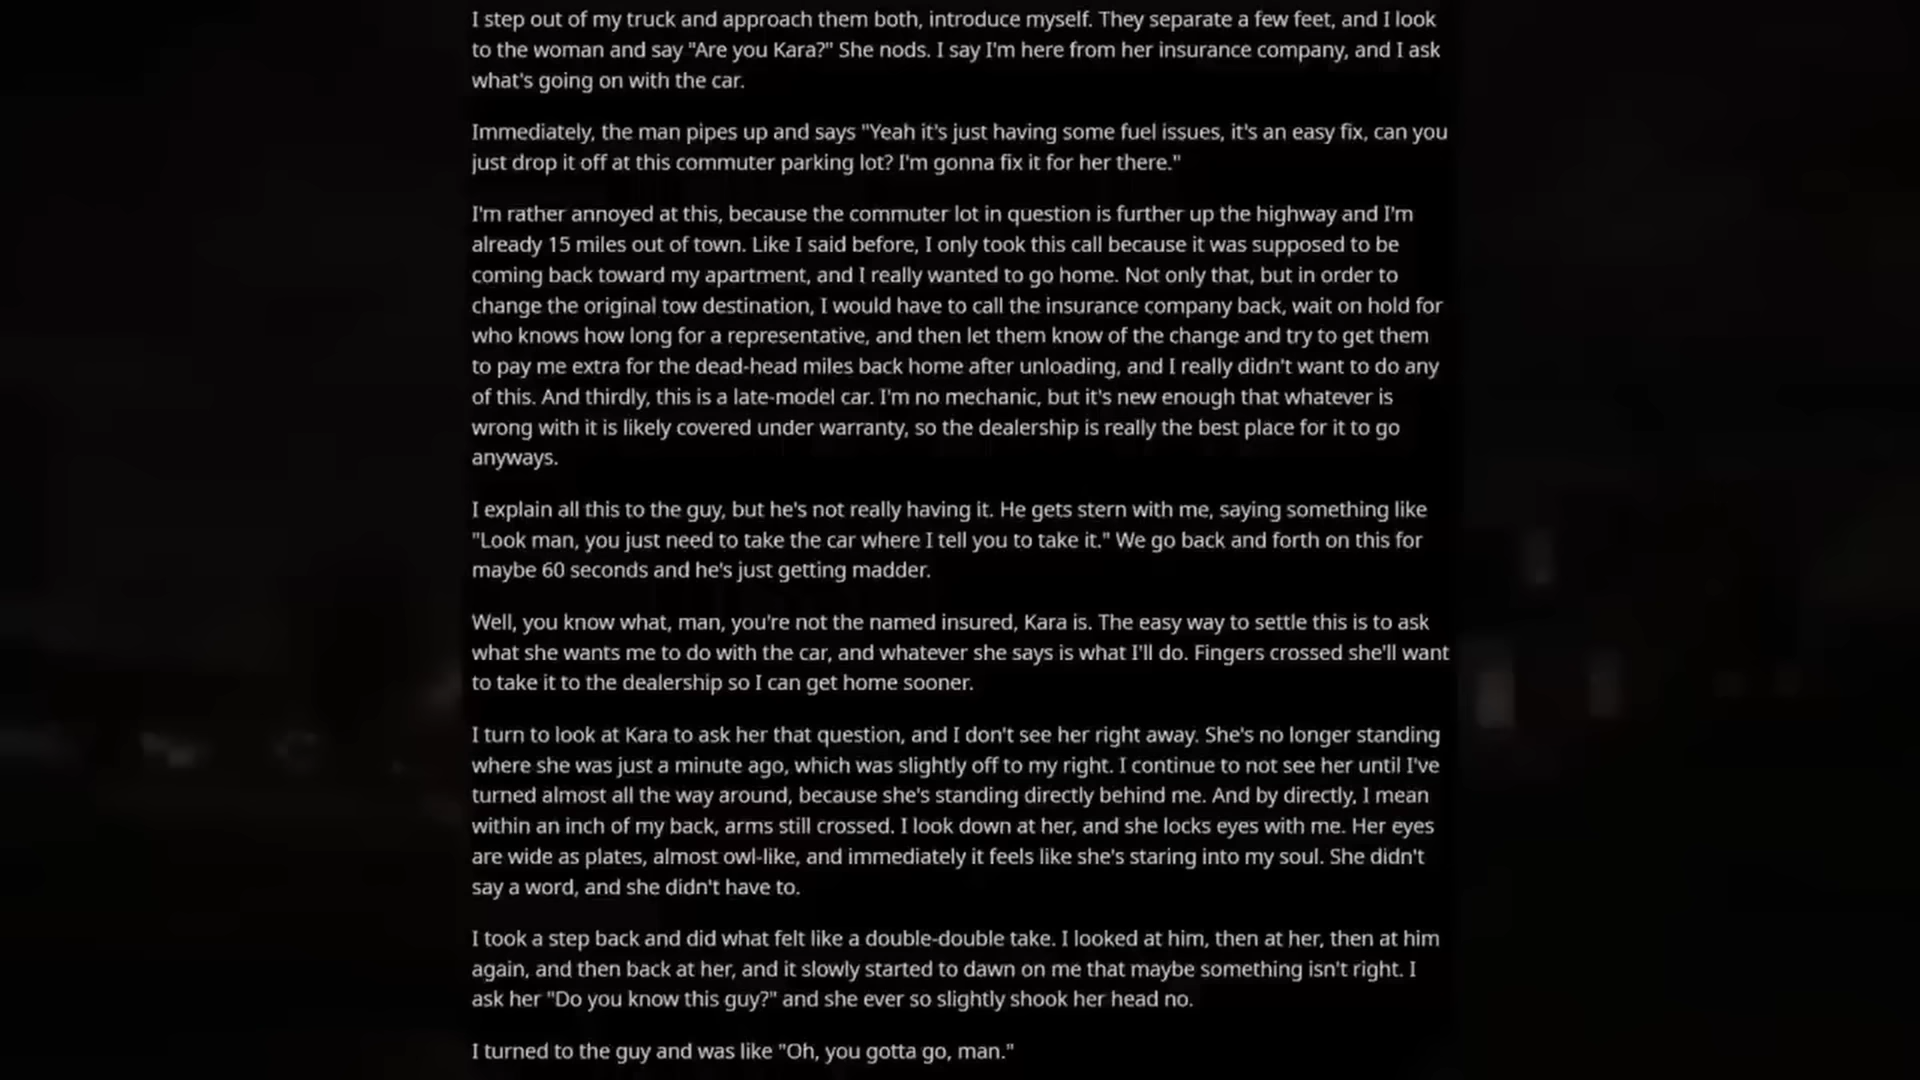 I step out of my truck and approach them both, introduce myself. They separate a few feet, and I look
to the woman and say "Are you Kara?" She nods. I say I'm here from her insurance company, and I ask
what's going on with the car.
Immediately, the man pipes up and says "Yeah it's just having some fuel issues, it's an easy fix, can you
just drop it off at this commuter parking lot? I'm gonna fix it for her there."
I'm rather annoyed at this, because the commuter lot in question is further up the highway and I'm
already 15 miles out of town. Like I said before, I only took this call because it was supposed to be
coming back toward my apartment, and I really wanted to go home. Not only that, but in order to
change the original tow destination, I would have to call the insurance company back, wait on hold for
who knows how long for a representative, and then let them know of the change and try to get them
to pay me extra for the dead-head miles back home after unloading, and I really didn't want to do any
of this. And thirdly, this is a late-model car. I'm no mechanic, but it's new enough that whatever is
wrong with it is likely covered under warranty, so the dealership is really the best place for it to go
anyways.
I explain all this to the guy, but he's not really having it. He gets stern with me, saying something like
"Look man, you just need to take the car where I tell you to take it." We go back and forth on this for
maybe 60 seconds and he's just getting madder.
Well, you know what, man, you're not the named insured, Kara is. The easy way to settle this is to ask
what she wants me to do with the car, and whatever she says is what I'll do. Fingers crossed she'll want
to take it to the dealership so I can get home sooner.
I turn to look at Kara to ask her that question, and I don't see her right away. She's no longer standing
where she was just a minute ago, which was slightly off to my right. I continue to not see her until I've
turned almost all the way around, because she's standing directly behind me. And by directly, I mean
within an inch of my back, arms still crossed. I look down at her, and she locks eyes with me. Her eyes
are wide as plates, almost owl-like, and immediately it feels like she's staring into my soul. She didn't
say a word, and she didn't have to.
I took a step back and did what felt like a double-double take. I looked at him, then at her, then at him
again, and then back at her, and it slowly started to dawn on me that maybe something isn't right. I
ask her "Do you know this guy?" and she ever so slightly shook her head no.
I turned to the guy and was like "Oh, you gotta go, man."